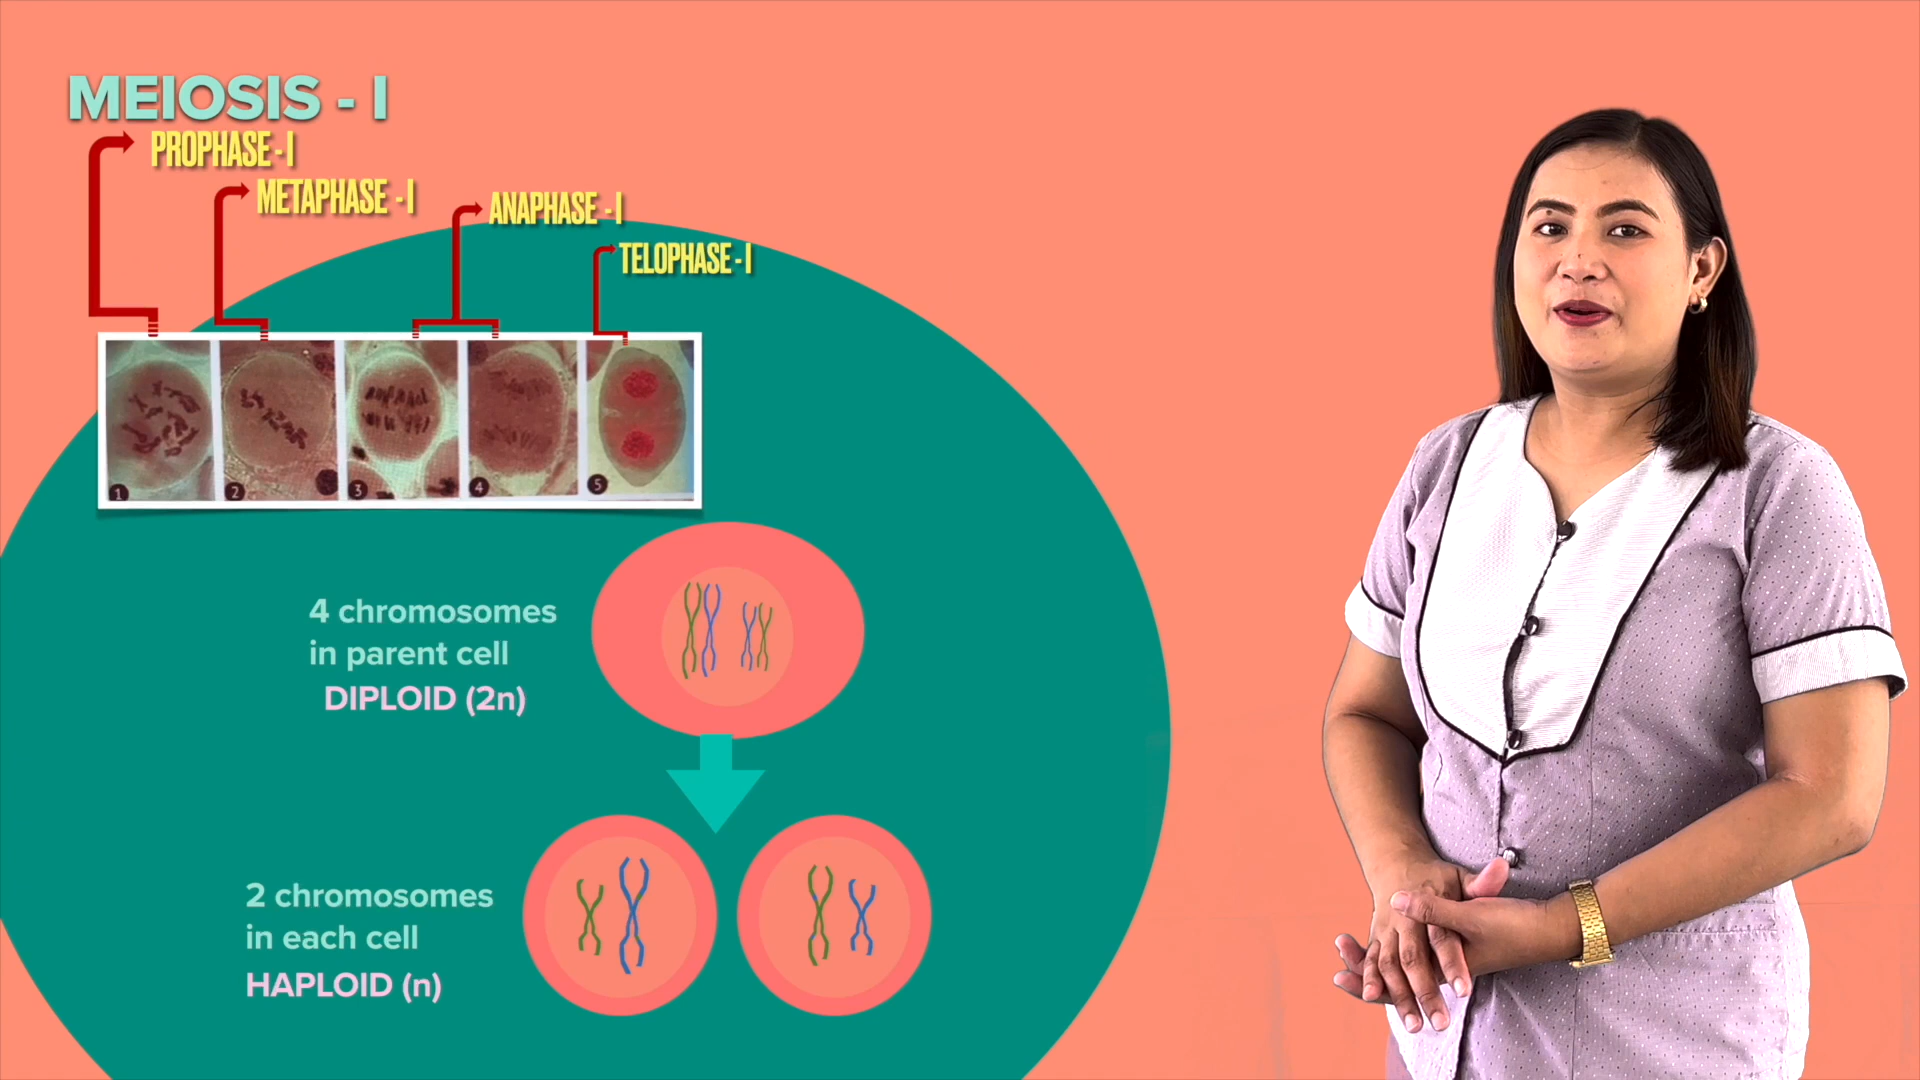 MEIOSIS - I
PROPHASE - I
METAPHASE - I
ANAPHASE - I
TELOPHASE - I
1 2 3 4 5
4 chromosomes
in parent cell
DIPLOID (2n)
2 chromosomes
in each cell
HAPLOID (n)